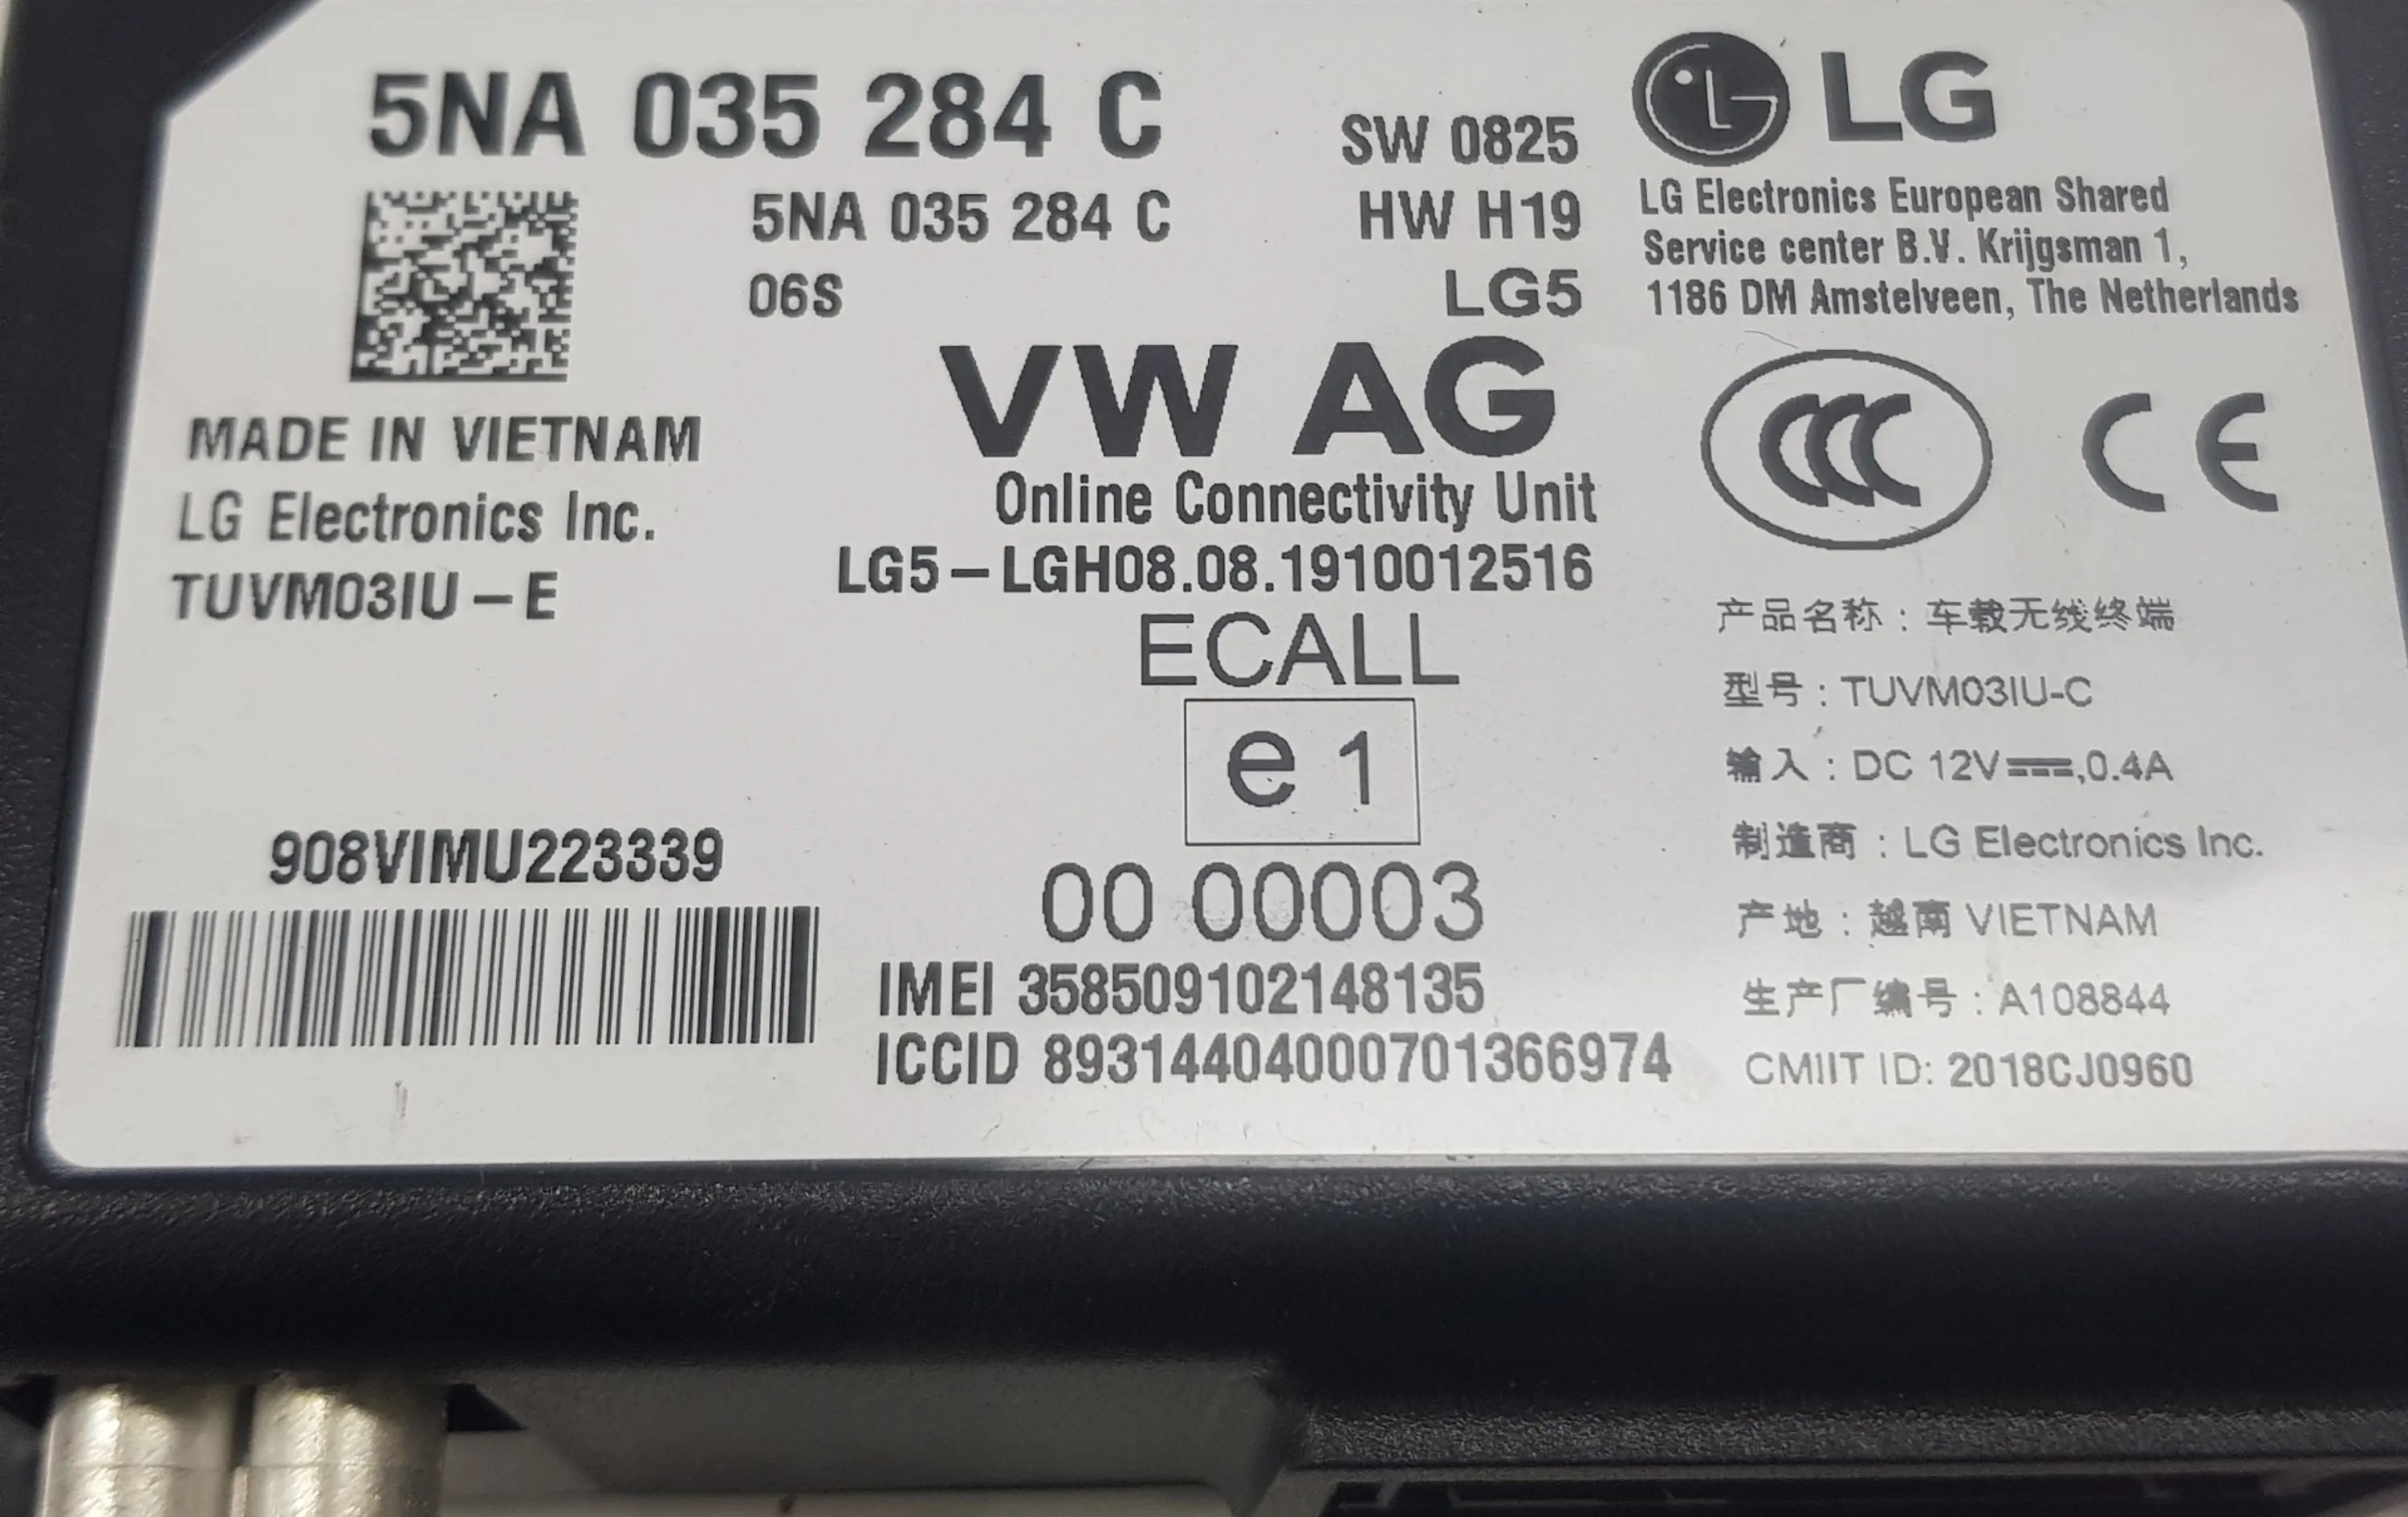 5NA 035 284 C
5NA 035 284 C
06S
SW 0825
HW H19
LG5
LG
LG Electronics European Shared
Service center B.V. Krijgsman 1,
1186 DM Amstelveen, The Netherlands
MADE IN VIETNAM
LG Electronics Inc.
TUVM03IU-E
VW AG
Online Connectivity Unit
LG5-LGH08.08.1910012516
ECALL
e 1
00 00003
IMEI 358509102148135
ICCID 89314404000701366974
908VIMU223339
CCC
CE
产品名称：车载无线终端
型号：TUVM03IU-C
输入：DC 12V⎓,0.4A
制造商：LG Electronics Inc.
产地：越南 VIETNAM
生产厂编号：A108844
CMIIT ID: 2018CJ0960